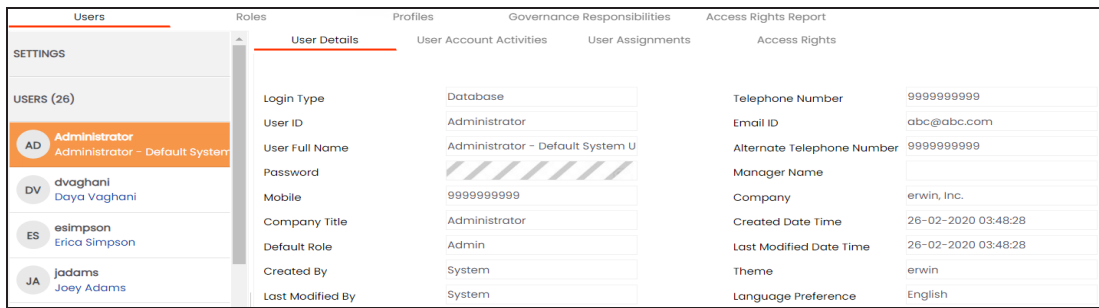 Users Roles Profiles Governance Responsibilities Access Rights Report
User Details User Account Activities User Assignments Access Rights
SETTINGS
USERS (26)
AD Administrator
Administrator - Default System
DV dvaghani
Daya Vaghani
ES esimpson
Erica Simpson
JA jadams
Joey Adams
Login Type Database
User ID Administrator
User Full Name Administrator - Default System U
Password
Mobile 9999999999
Company Title Administrator
Default Role Admin
Created By System
Last Modified By System
Telephone Number 9999999999
Email ID abc@abc.com
Alternate Telephone Number 9999999999
Manager Name
Company erwin, Inc.
Created Date Time 26-02-2020 03:48:28
Last Modified Date Time 26-02-2020 03:48:28
Theme erwin
Language Preference English